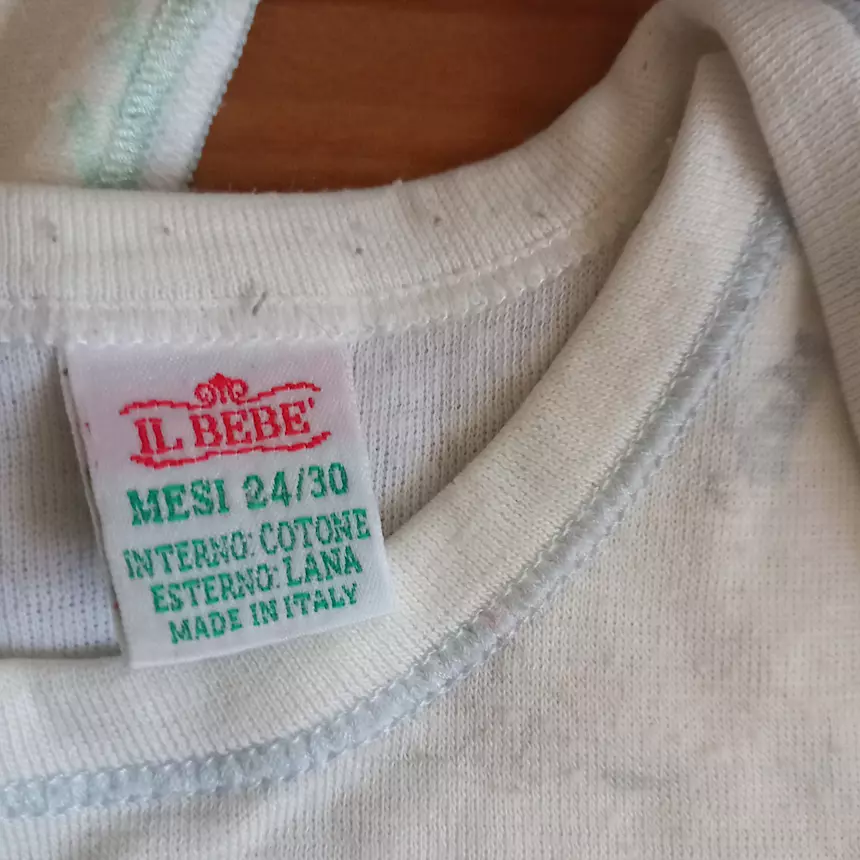 IL BEBE'
MESI 24/30
INTERNO: COTONE
ESTERNO: LANA
MADE IN ITALY